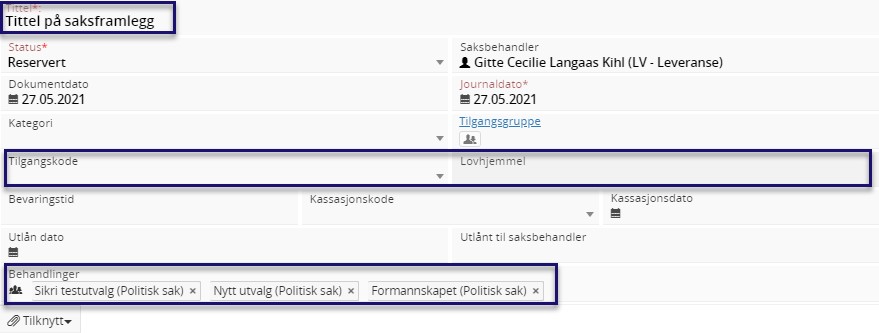 Tittel*:
Tittel på saksframlegg
Status*
Saksbehandler
Reservert
Gitte Cecilie Langaas Kihl (LV - Leveranse)
Dokumentdato
Journaldato*
27.05.2021
27.05.2021
Kategori
Tilgangsgruppe
Tilgangskode
Lovhjemmel
Bevaringstid
Kassasjonskode
Kassasjonsdato
Utlån dato
Utlånt til saksbehandler
Behandlinger
Sikri testutvalg (Politisk sak) × Nytt utvalg (Politisk sak) × Formannskapet (Politisk sak) ×
Tilknytt